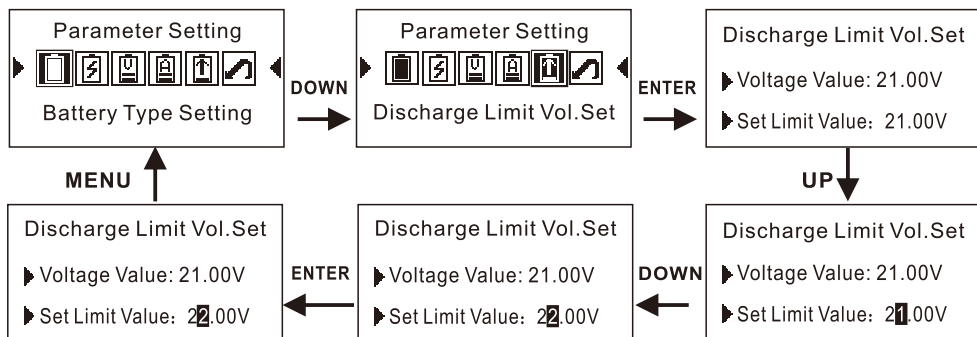 Parameter Setting
Battery Type Setting
DOWN
Parameter Setting
Discharge Limit Vol.Set
ENTER
Discharge Limit Vol.Set
Voltage Value: 21.00V
Set Limit Value: 21.00V
UP
Discharge Limit Vol.Set
Voltage Value: 21.00V
Set Limit Value: 21.00V
DOWN
Discharge Limit Vol.Set
Voltage Value: 21.00V
Set Limit Value: 22.00V
ENTER
Discharge Limit Vol.Set
Voltage Value: 21.00V
Set Limit Value: 22.00V
MENU